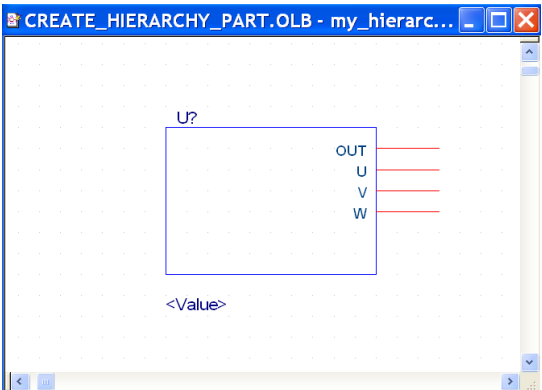 CREATE_HIERARCHY_PART.OLB - my_hierarc...
U?
OUT
U
V
W
<Value>